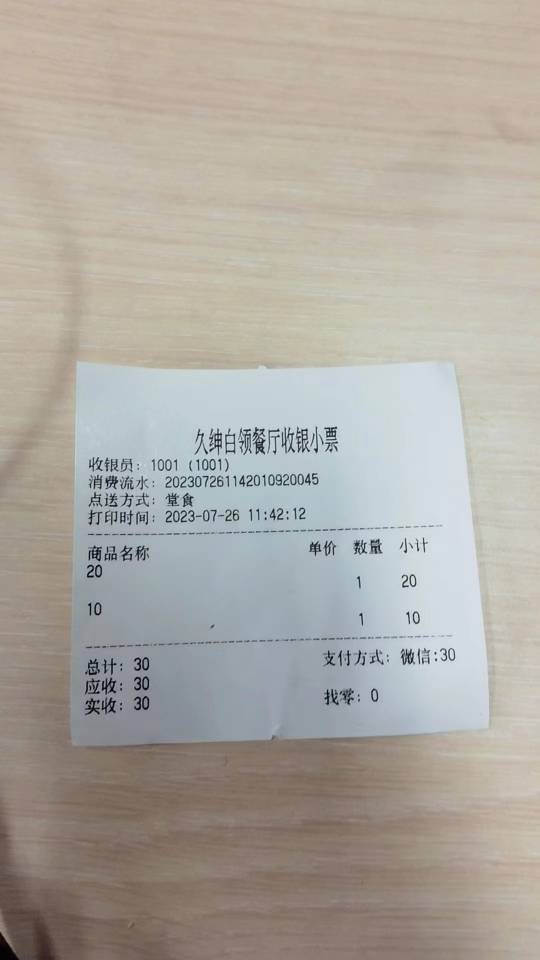 久绅白领餐厅收银小票
收银员: 1001 (1001)
消费流水: 202307261142010920045
点送方式: 堂食
打印时间: 2023-07-26 11:42:12
商品名称 单价 数量 小计
20
1 20
10
1 10
总计: 30 支付方式: 微信:30
应收: 30
实收: 30 找零: 0